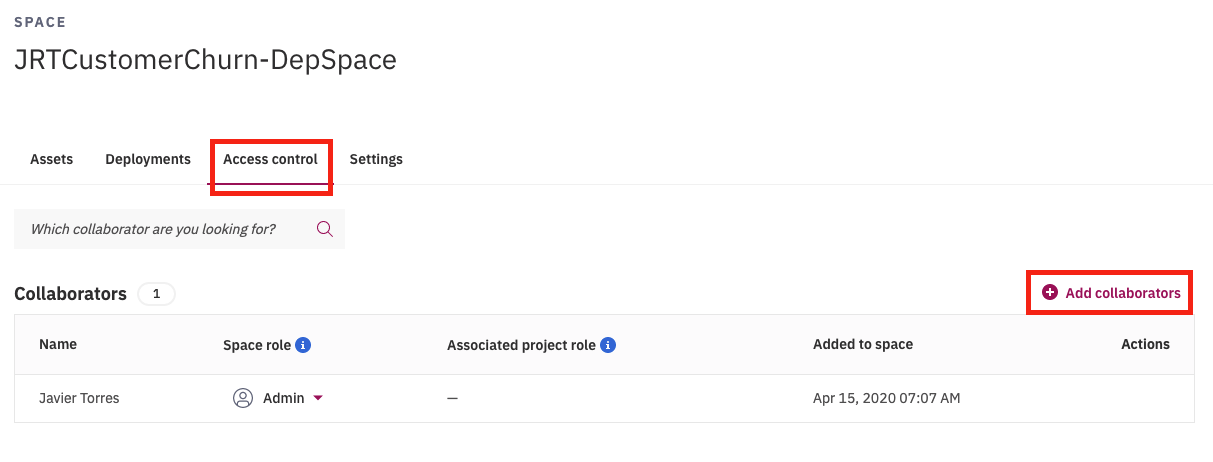 SPACE
JRTCustomerChurn-DepSpace
Assets Deployments Access control Settings
Which collaborator are you looking for?
Collaborators 1 Add collaborators
Name Space role Associated project role Added to space Actions
Javier Torres Admin — Apr 15, 2020 07:07 AM